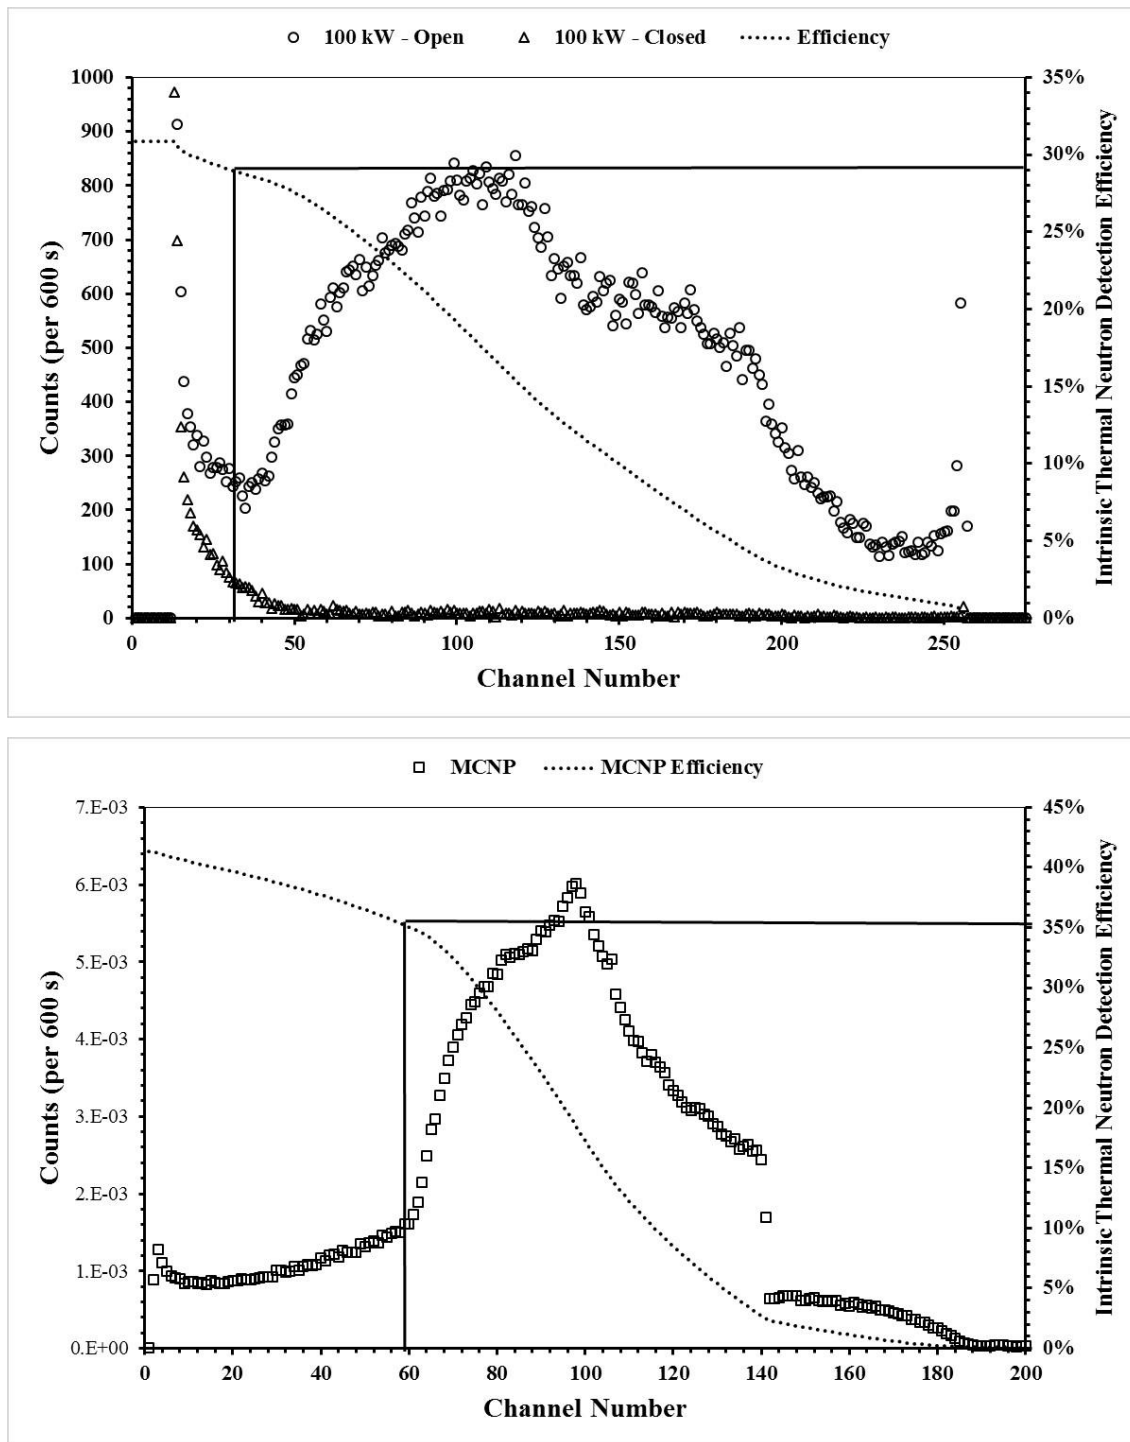 100 kW - Open 100 kW - Closed Efficiency
1000 35%
900
30%
800
25%
700
600
20%
500
15%
400
300
10%
200
5%
100
0 0%
0 50 100 150 200 250
Channel Number
Counts (per 600 s)
Intrinsic Thermal Neutron Detection Efficiency
MCNP MCNP Efficiency
7.E-03 45%
40%
6.E-03
35%
5.E-03
30%
4.E-03
25%
3.E-03
20%
15%
2.E-03
10%
1.E-03
5%
0.E+00 0%
0 20 40 60 80 100 120 140 160 180 200
Channel Number
Counts (per 600 s)
Intrinsic Thermal Neutron Detection Efficiency